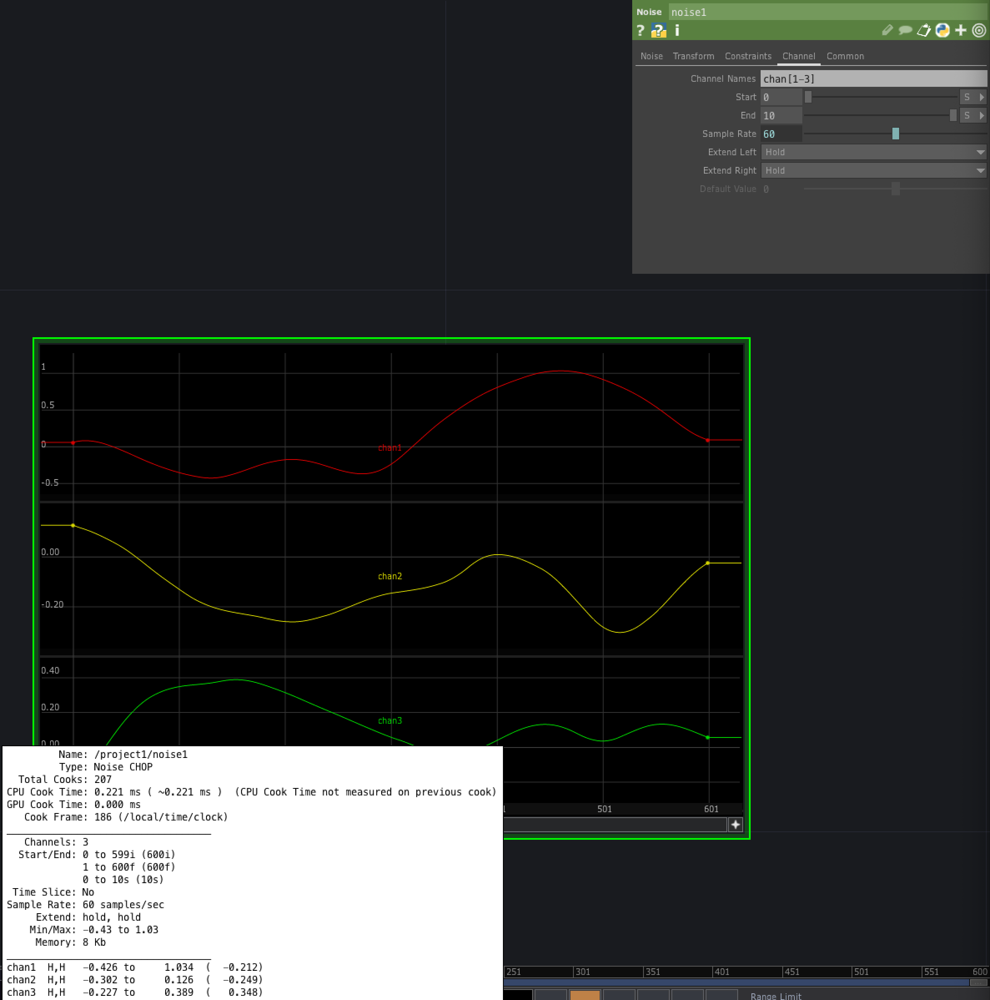 Noise noise1
? ? i
Noise Transform Constraints Channel Common
Channel Names chan[1-3]
Start 0 S
End 10 S
Sample Rate 60
Extend Left Hold
Extend Right Hold
Default Value 0
1
0.5
0
chan1
-0.5
0.00
chan2
-0.20
0.40
0.20
chan3
0.00
501 601
Name: /project1/noise1
Type: Noise CHOP
Total Cooks: 207
CPU Cook Time: 0.221 ms ( ~0.221 ms ) (CPU Cook Time not measured on previous cook)
GPU Cook Time: 0.000 ms
Cook Frame: 186 (/local/time/clock)
Channels: 3
Start/End: 0 to 599i (600i)
1 to 600f (600f)
0 to 10s (10s)
Time Slice: No
Sample Rate: 60 samples/sec
Extend: hold, hold
Min/Max: -0.43 to 1.03
Memory: 8 Kb
chan1 H,H -0.426 to 1.034 ( -0.212)
chan2 H,H -0.302 to 0.126 ( -0.249)
chan3 H,H -0.227 to 0.389 ( 0.348)
251 301 351 401 451 501 551 600
Range Limit